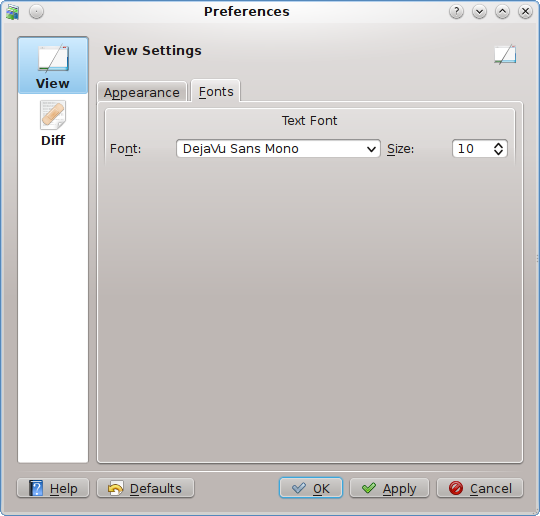 Preferences
View
Diff
View Settings
Appearance Fonts
Text Font
Font: DejaVu Sans Mono Size: 10
Help Defaults OK Apply Cancel